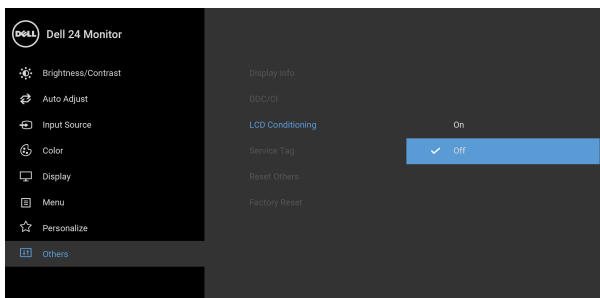 DELL
Dell 24 Monitor
Brightness/Contrast
Auto Adjust
Input Source
Color
Display
Menu
Personalize
Others
Display Info
DDC/CI
LCD Conditioning
Service Tag
Reset Others
Factory Reset
On
Off